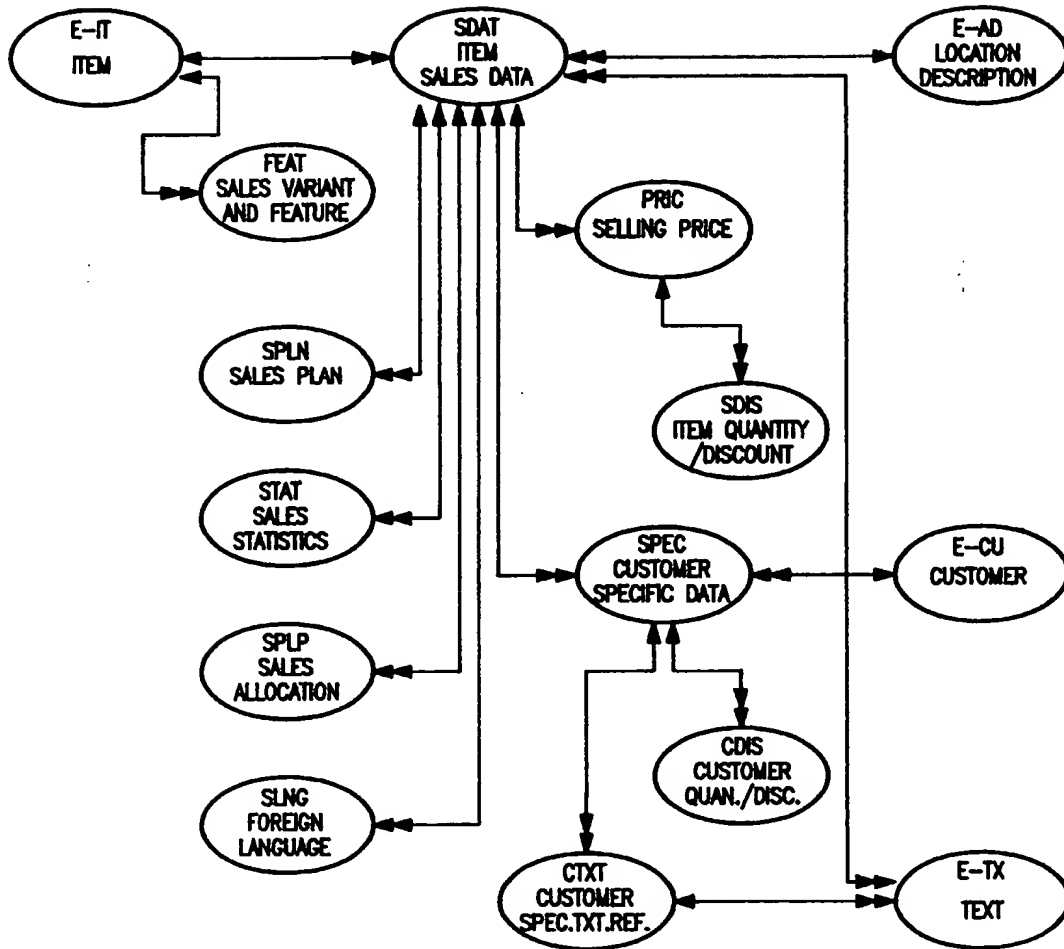 E-IT
ITEM
SDAT
ITEM
SALES DATA
E-AD
LOCATION
DESCRIPTION
FEAT
SALES VARIANT
AND FEATURE
PRIC
SELLING PRICE
SPLN
SALES PLAN
SDIS
ITEM QUANTITY
/DISCOUNT
STAT
SALES
STATISTICS
SPEC
CUSTOMER
SPECIFIC DATA
E-CU
CUSTOMER
SPLP
SALES
ALLOCATION
CDIS
CUSTOMER
QUAN./DISC.
SLNG
FOREIGN
LANGUAGE
CTXT
CUSTOMER
SPEC.TXT.REF.
E-TX
TEXT